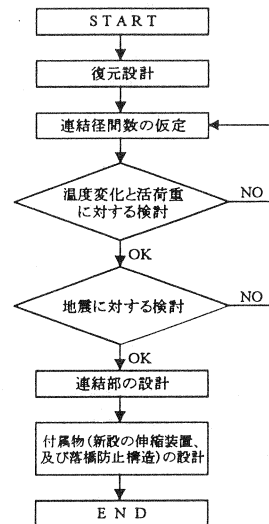 START
復元設計
連結径間数の仮定
温度変化と活荷重
に対する検討
NO
OK
地震に対する検討
NO
OK
連結部の設計
付属物(新設の伸縮装置、
及び落橋防止構造)の設計
END